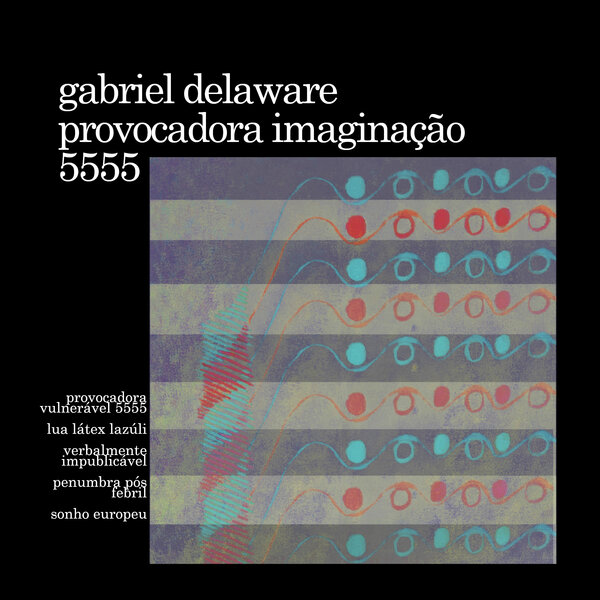 gabriel delaware
provocadora imaginação
5555
provocadora
vulnerável 5555
lua látex lazúli
verbalmente
impublicável
penumbra pós
febril
sonho europeu